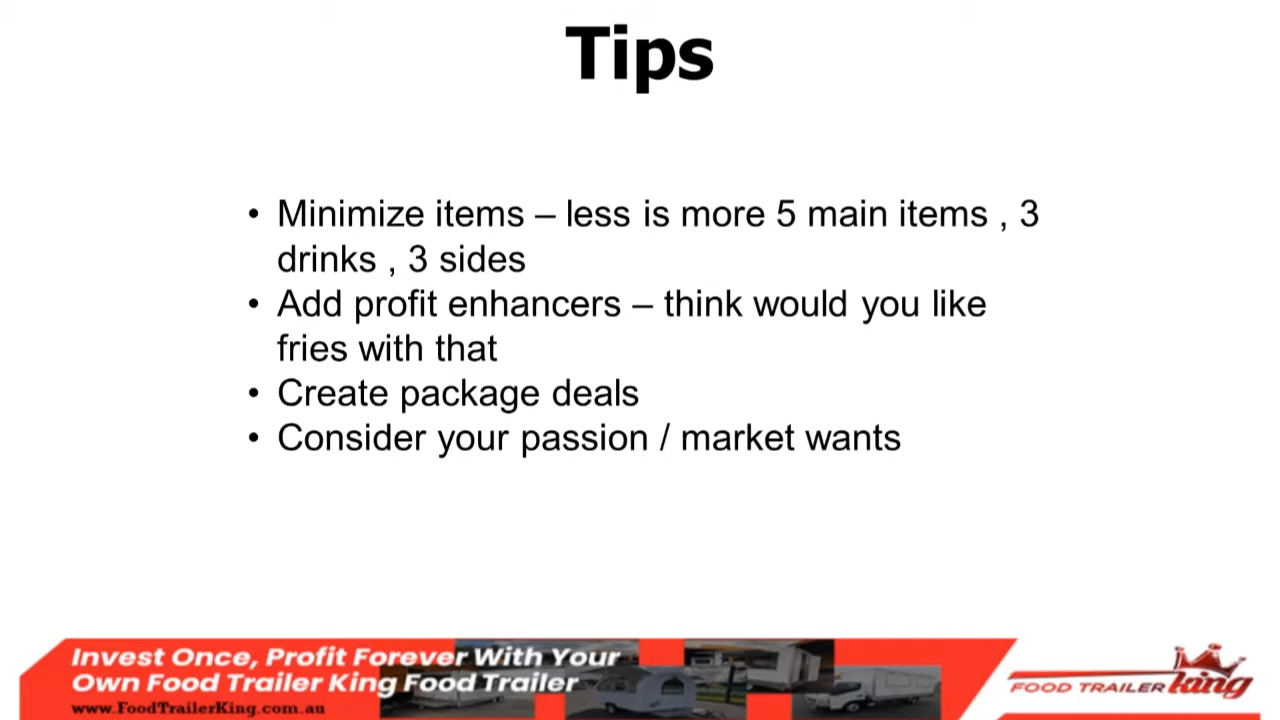 Tips
• Minimize items – less is more 5 main items , 3
drinks , 3 sides
• Add profit enhancers – think would you like
fries with that
• Create package deals
• Consider your passion / market wants
Invest Once, Profit Forever With Your
Own Food Trailer King Food Trailer
www.FoodTrailerKing.com.au
FOOD TRAILER king